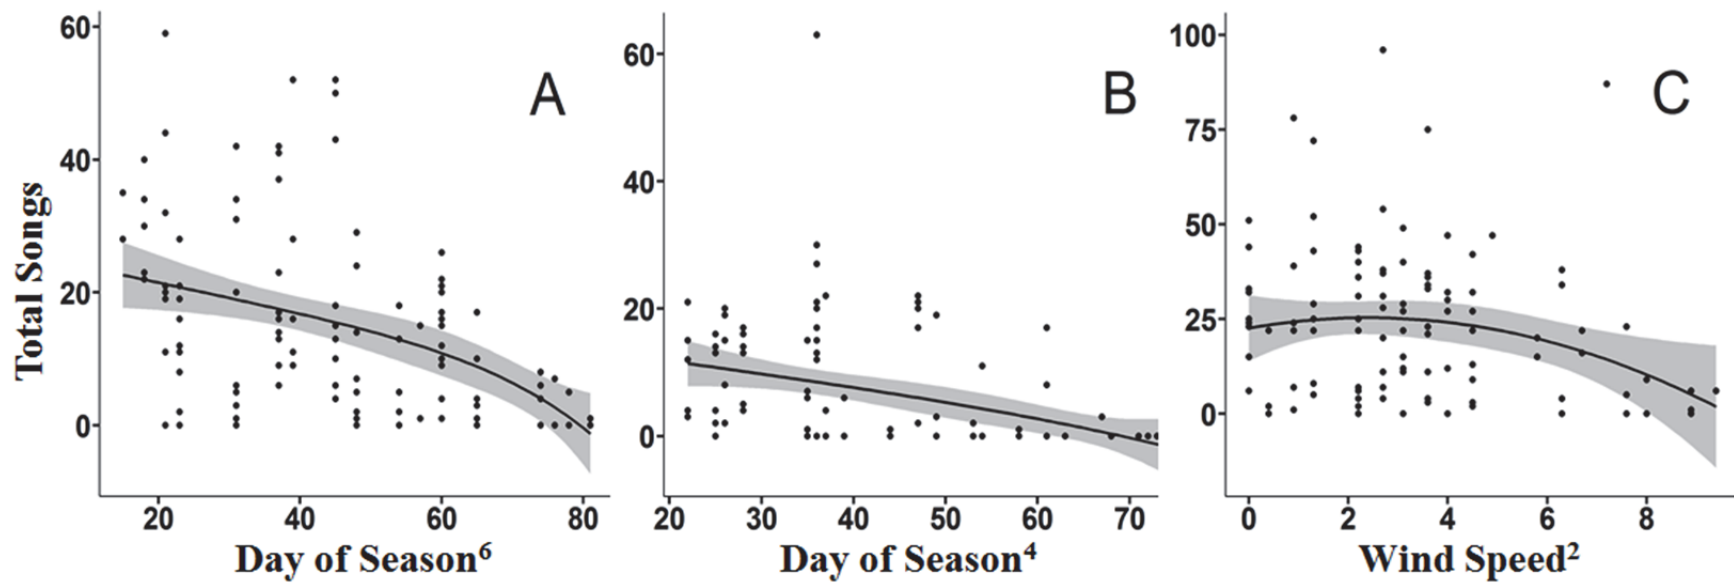 Total Songs
60
40
20
0
A
20 40 60 80
Day of Season⁶
60
40
20
0
B
20 30 40 50 60 70
Day of Season⁴
100
75
50
25
0
C
0 2 4 6 8
Wind Speed²